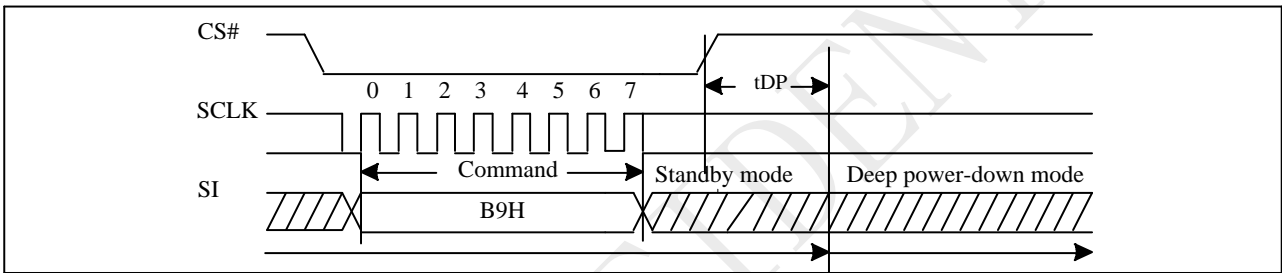 CS#
tDP
0 1 2 3 4 5 6 7
SCLK
Command
Standby mode
Deep power-down mode
SI
B9H